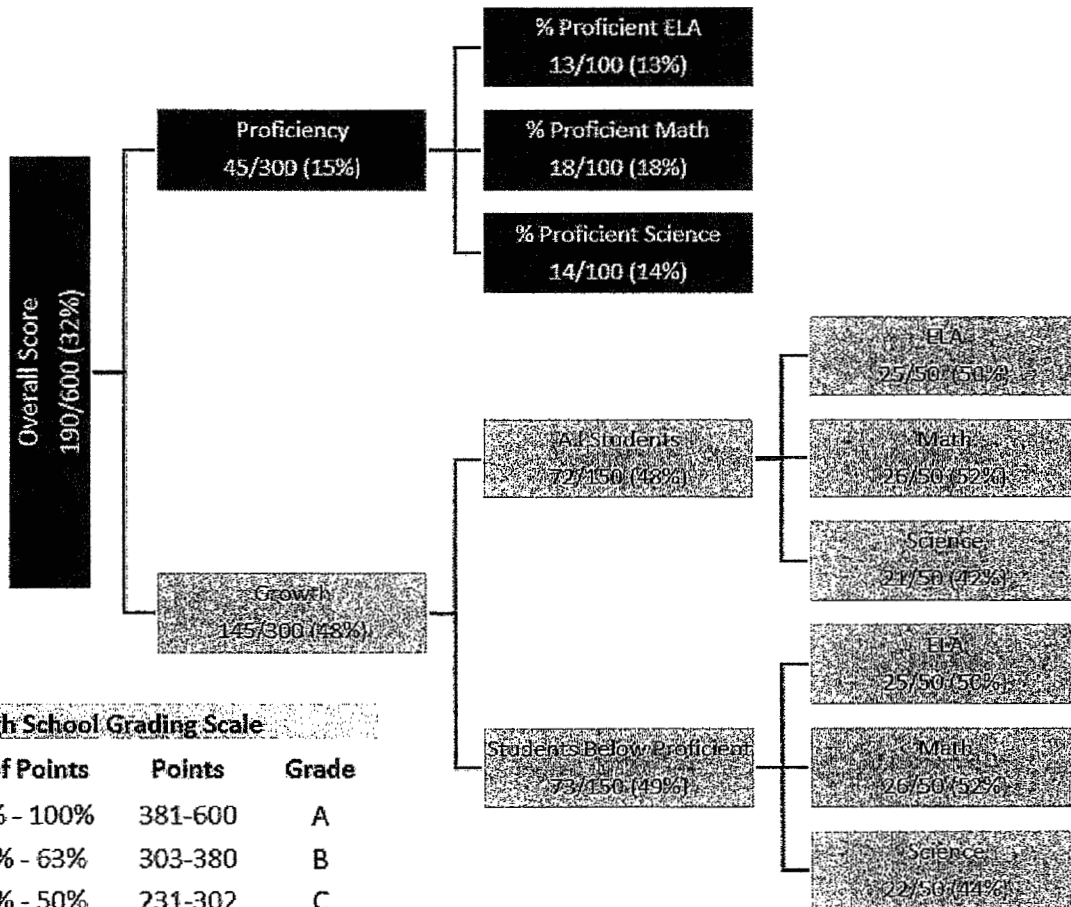 % Proficient ELA
13/100 (13%)
Proficiency
45/300 (15%)
% Proficient Math
18/100 (18%)
% Proficient Science
14/100 (14%)
Overall Score
190/600 (32%)
ELA
25/50 (50%)
All Students
72/150 (48%)
Math
26/50 (52%)
Science
21/50 (42%)
Growth
145/300 (48%)
ELA
25/50 (50%)
Students Below Proficient
73/150 (49%)
Math
26/50 (52%)
Science
22/50 (44%)
School Grading Scale
Points Points Grade
- 100% 381-600 A
- 63% 303-380 B
- 50% 231-302 C